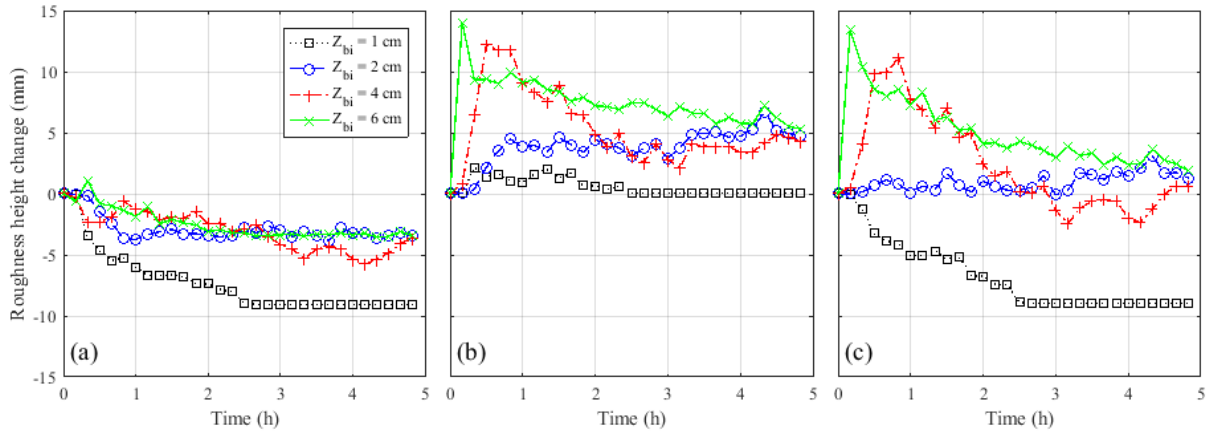 Roughness height change (mm)
15
10
5
0
-5
-10
-15
Z_bi = 1 cm
Z_bi = 2 cm
Z_bi = 4 cm
Z_bi = 6 cm
(a)
(b)
(c)
0 1 2 3 4 5
0 1 2 3 4 5
0 1 2 3 4 5
Time (h)
Time (h)
Time (h)